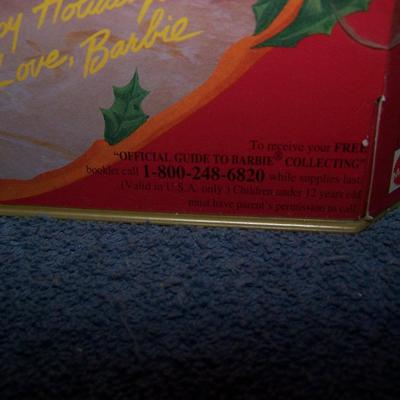 Love, Barbie
To receive your FREE
"OFFICIAL GUIDE TO BARBIE® COLLECTING"
booklet call 1-800-248-6820 while supplies last.
(Valid in U.S.A. only.) Children under 12 years old
must have parent's permission to call.